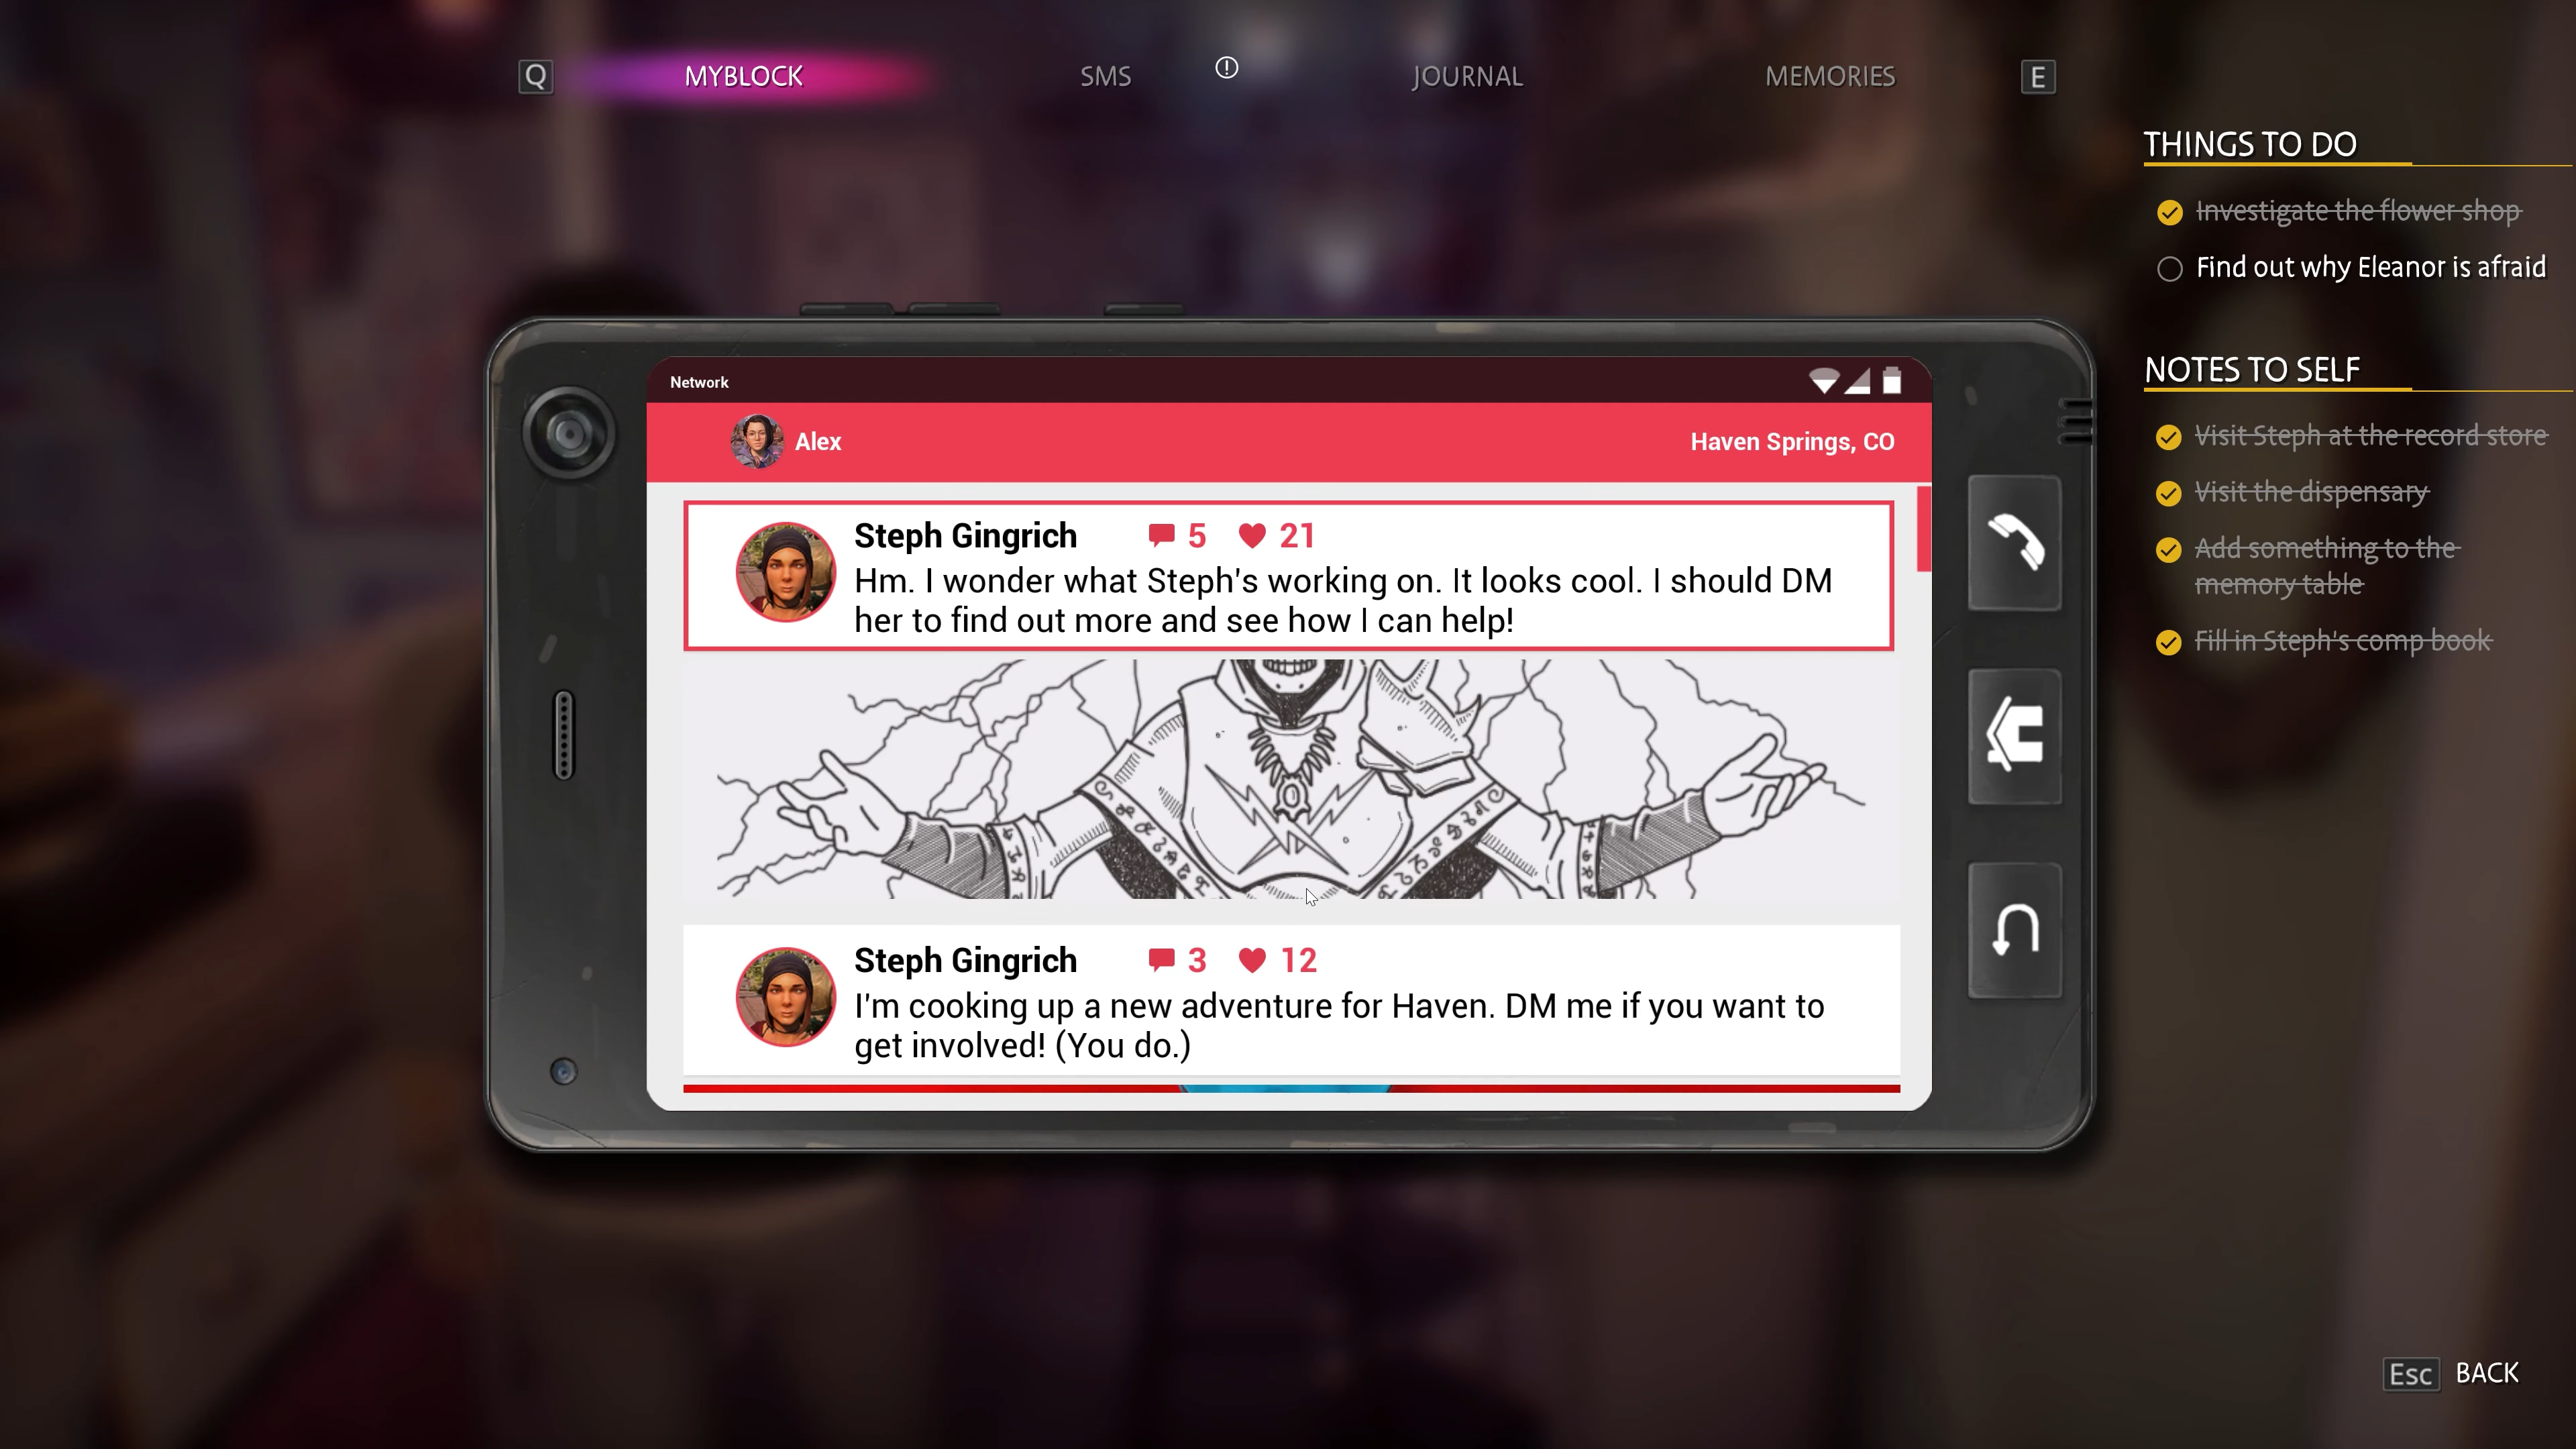 Q
MYBLOCK
SMS
JOURNAL
MEMORIES
E
THINGS TO DO
Investigate the flower shop
Find out why Eleanor is afraid
NOTES TO SELF
Visit Steph at the record store
Visit the dispensary
Add something to the
memory table
Fill in Steph's comp book
Network
Alex
Haven Springs, CO
Steph Gingrich 5 21
Hm. I wonder what Steph's working on. It looks cool. I should DM
her to find out more and see how I can help!
Steph Gingrich 3 12
I'm cooking up a new adventure for Haven. DM me if you want to
get involved! (You do.)
Esc BACK